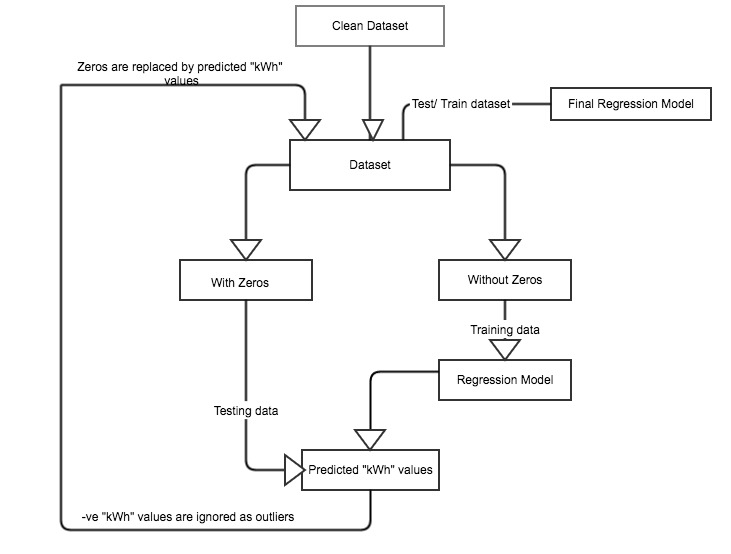 Clean Dataset
Zeros are replaced by predicted "kWh"
values
Test/ Train dataset
Final Regression Model
Dataset
With Zeros
Without Zeros
Training data
Regression Model
Testing data
Predicted "kWh" values
-ve "kWh" values are ignored as outliers